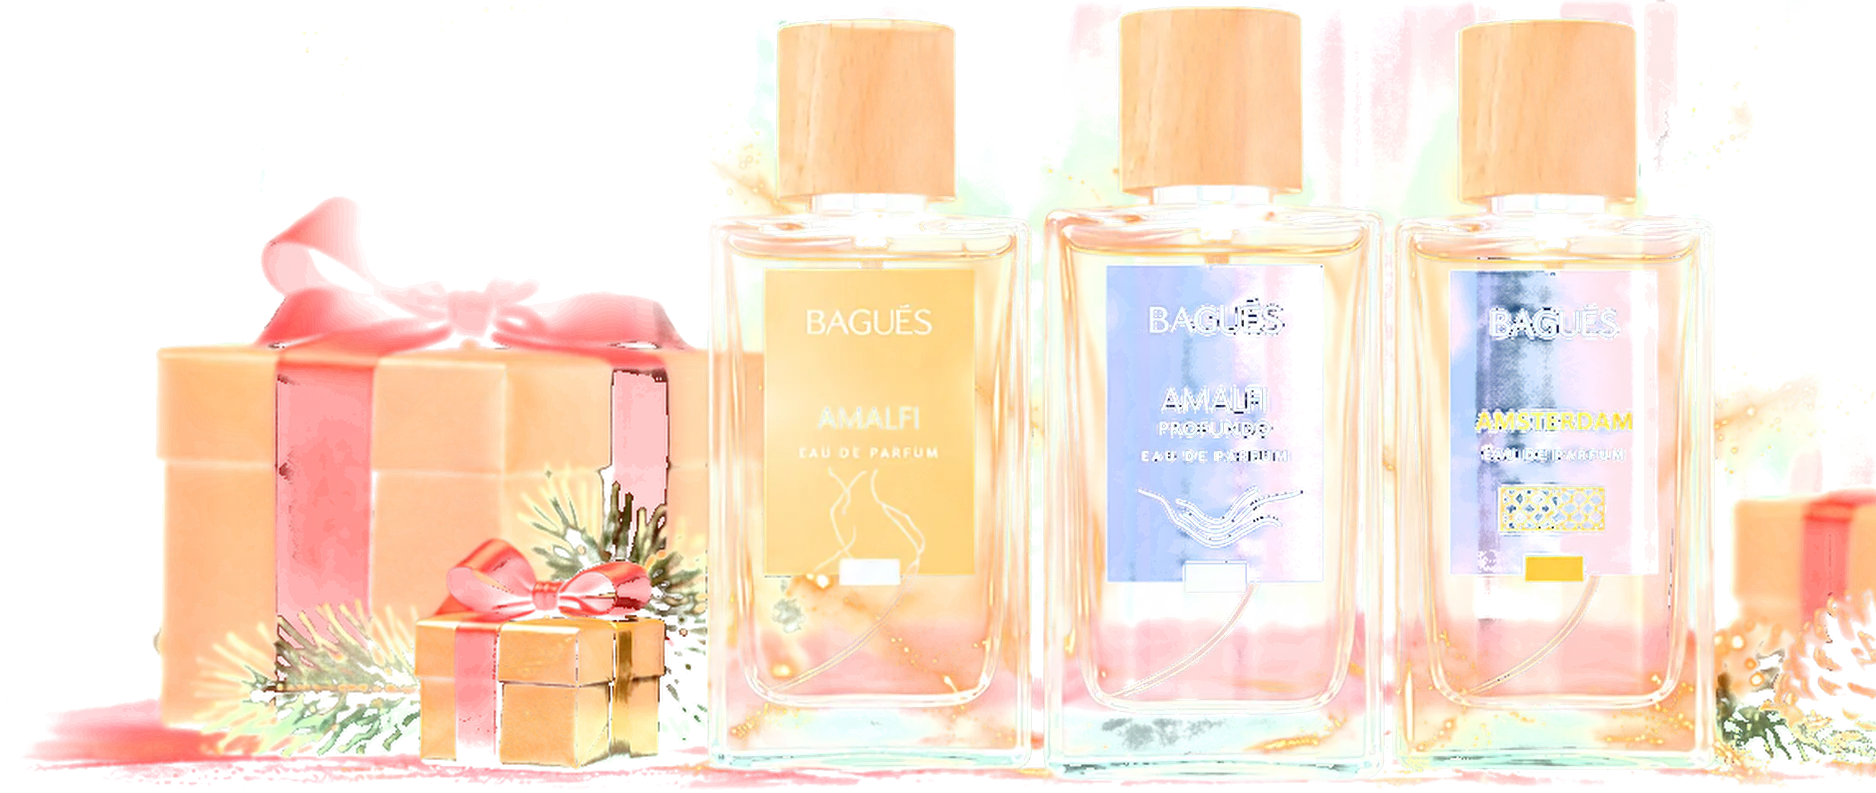 BAGUÉS
AMALFI
EAU DE PARFUM
BAGUÉS
AMALFI
PROFUNDO
EAU DE PARFUM
BAGUÉS
AMSTERDAM
EAU DE PARFUM